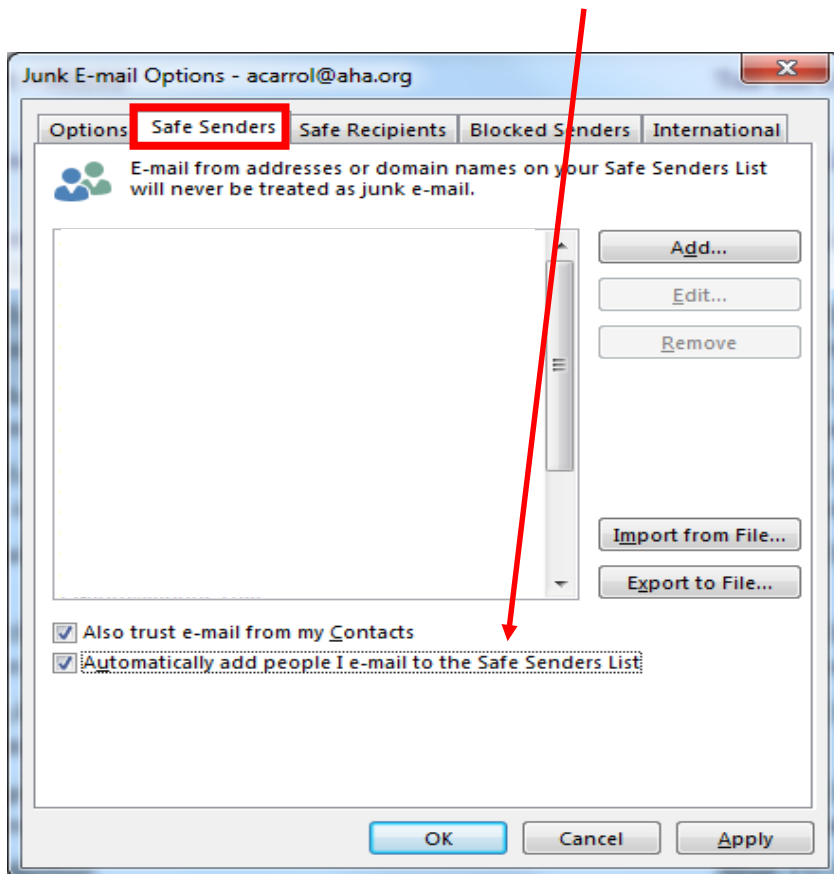 Junk E-mail Options - acarrol@aha.org
Options Safe Senders Safe Recipients Blocked Senders International
E-mail from addresses or domain names on your Safe Senders List
will never be treated as junk e-mail.
Add...
Edit...
Remove
Import from File...
Export to File...
Also trust e-mail from my Contacts
Automatically add people I e-mail to the Safe Senders List
OK Cancel Apply